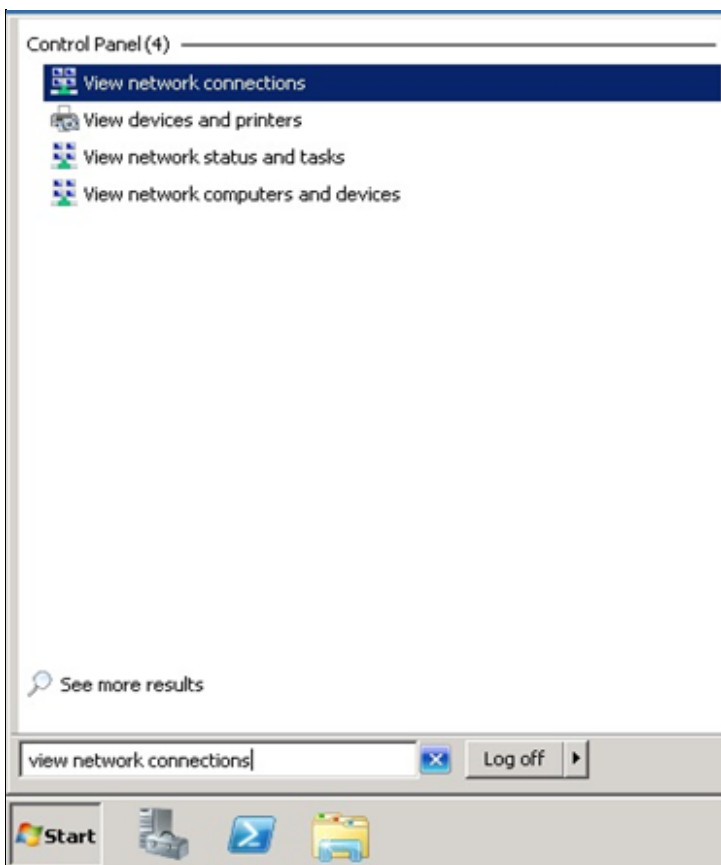 Control Panel (4)
View network connections
View devices and printers
View network status and tasks
View network computers and devices
See more results
view network connections
Log off
Start